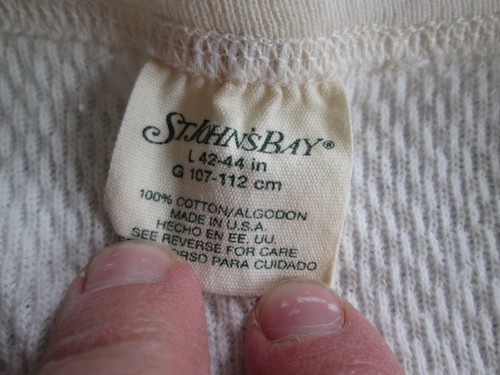 ST. JOHN'S BAY®
L 42-44 in
G 107-112 cm
100% COTTON/ALGODON
MADE IN U.S.A.
HECHO EN EE. UU.
SEE REVERSE FOR CARE
PARA CUIDADO